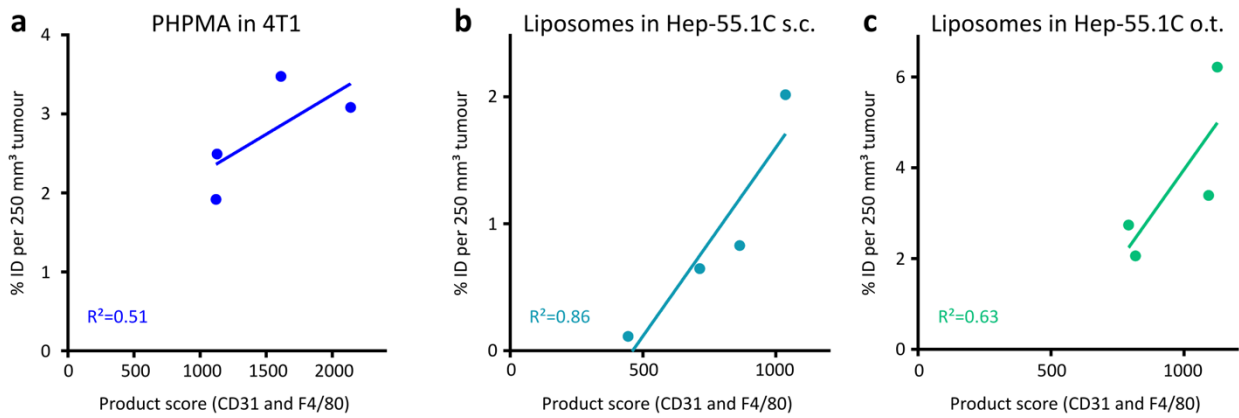 a
PHPMA in 4T1
% ID per 250 mm³ tumour
4
3
2
1
0
R²=0.51
0 500 1000 1500 2000
Product score (CD31 and F4/80)
b
Liposomes in Hep-55.1C s.c.
% ID per 250 mm³ tumour
2
1
0
R²=0.86
0 500 1000
Product score (CD31 and F4/80)
c
Liposomes in Hep-55.1C o.t.
% ID per 250 mm³ tumour
6
4
2
0
R²=0.63
0 500 1000
Product score (CD31 and F4/80)